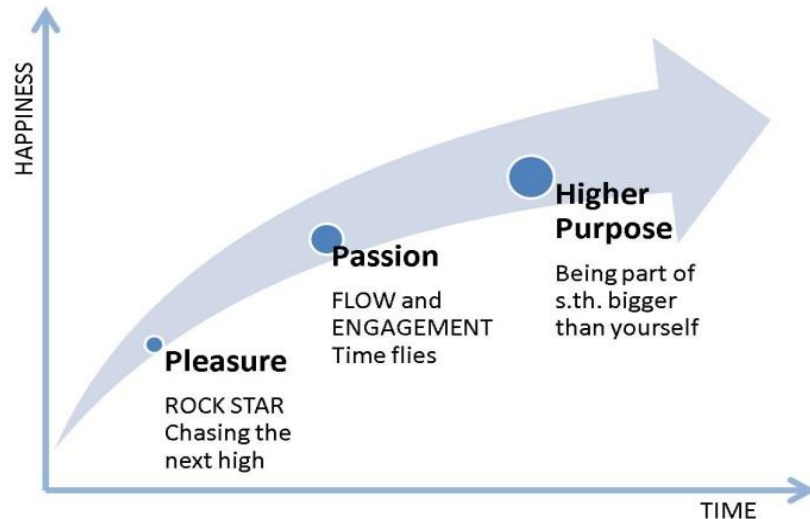 HAPPINESS
Pleasure
ROCK STAR
Chasing the
next high
Passion
FLOW and
ENGAGEMENT
Time flies
Higher
Purpose
Being part of
s.th. bigger
than yourself
TIME